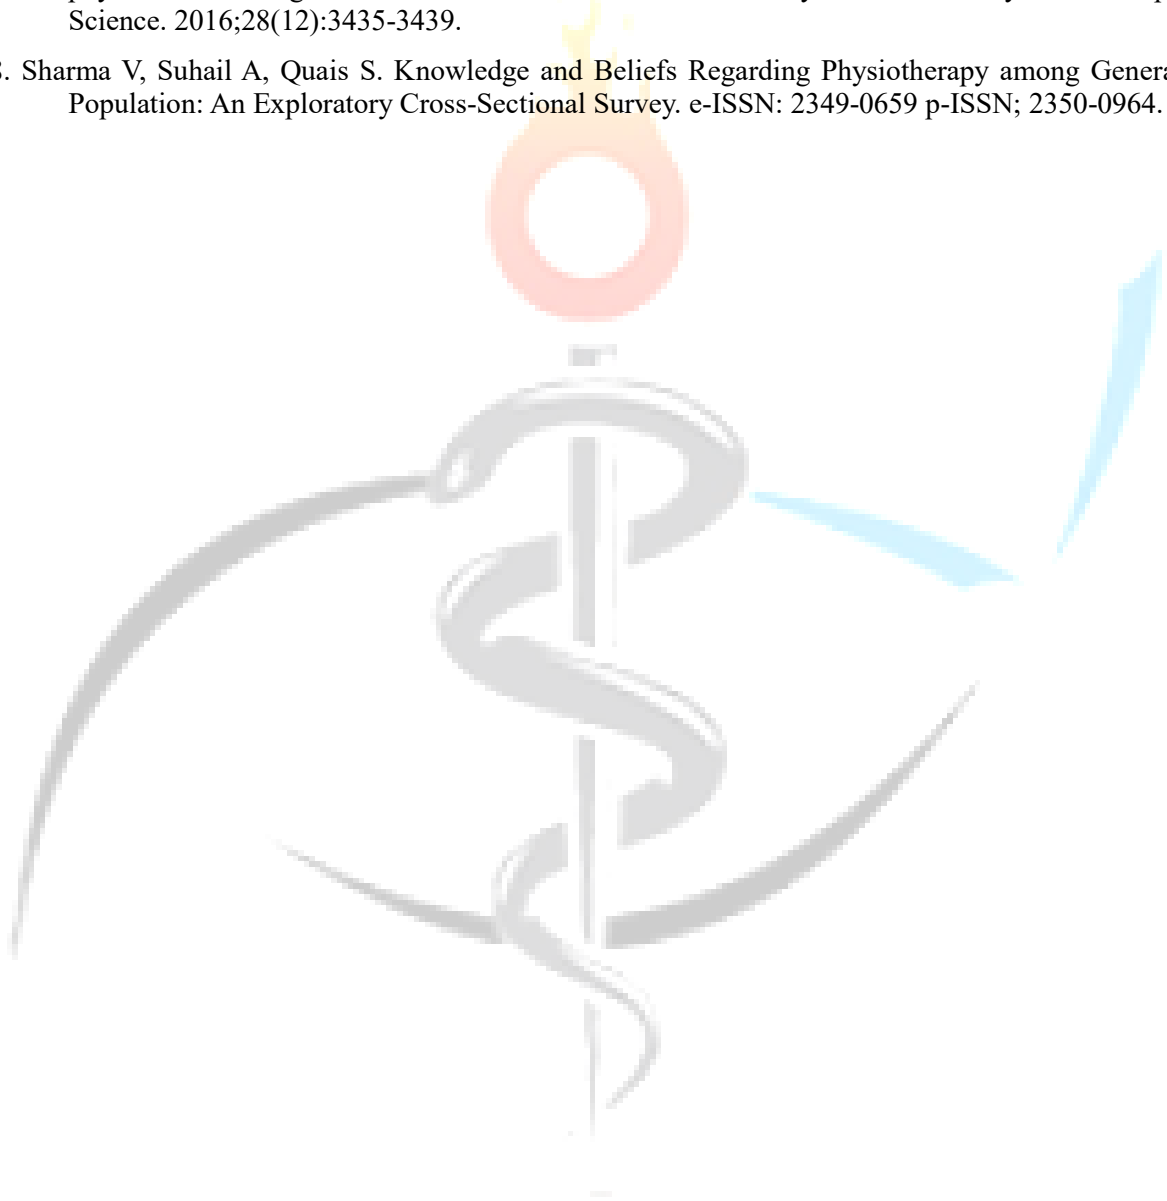 Science. 2016;28(12):3435-3439.
. Sharma V, Suhail A, Quais S. Knowledge and Beliefs Regarding Physiotherapy among Genera
Population: An Exploratory Cross-Sectional Survey. e-ISSN: 2349-0659 p-ISSN; 2350-0964.